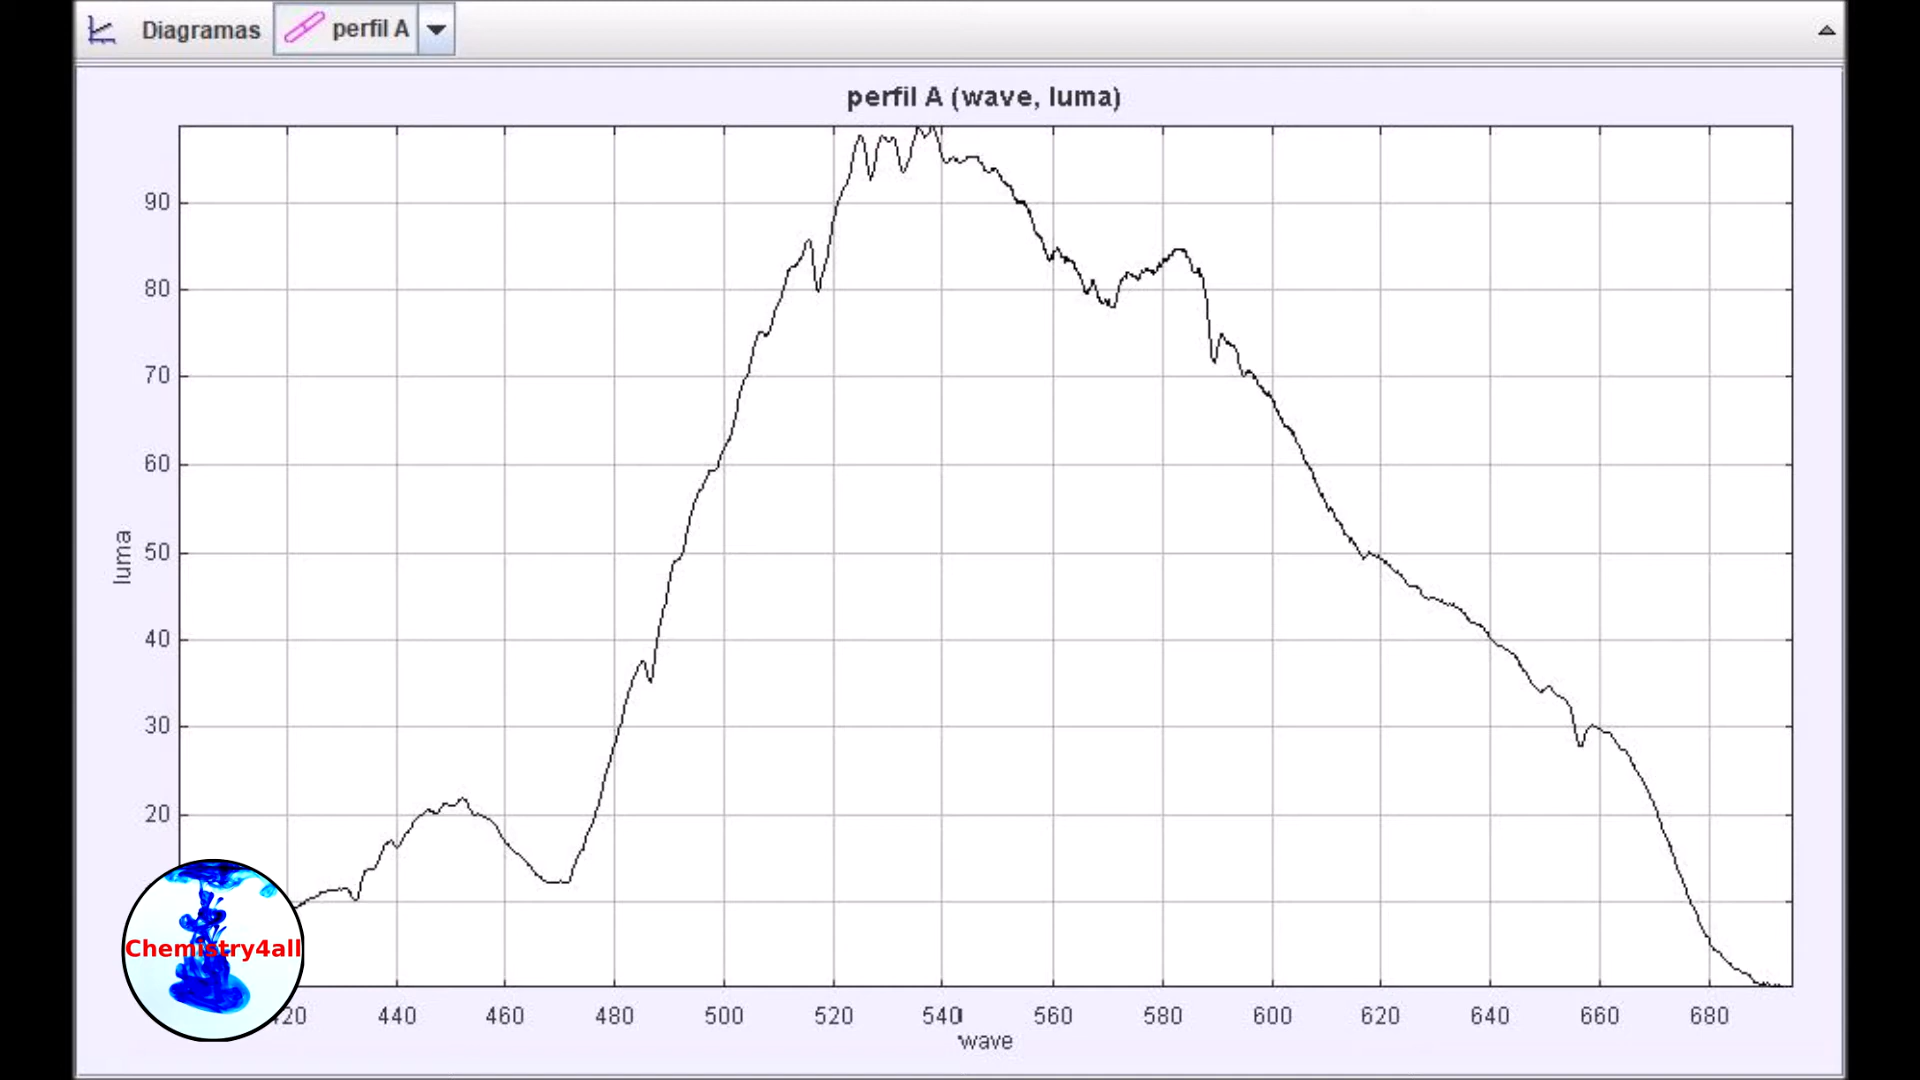 Diagramas perfil A
perfil A (wave, luma)
90
80
70
60
50
40
30
20
luma
Chemistry4all
420 440 460 480 500 520 540 560 580 600 620 640 660 680
wave